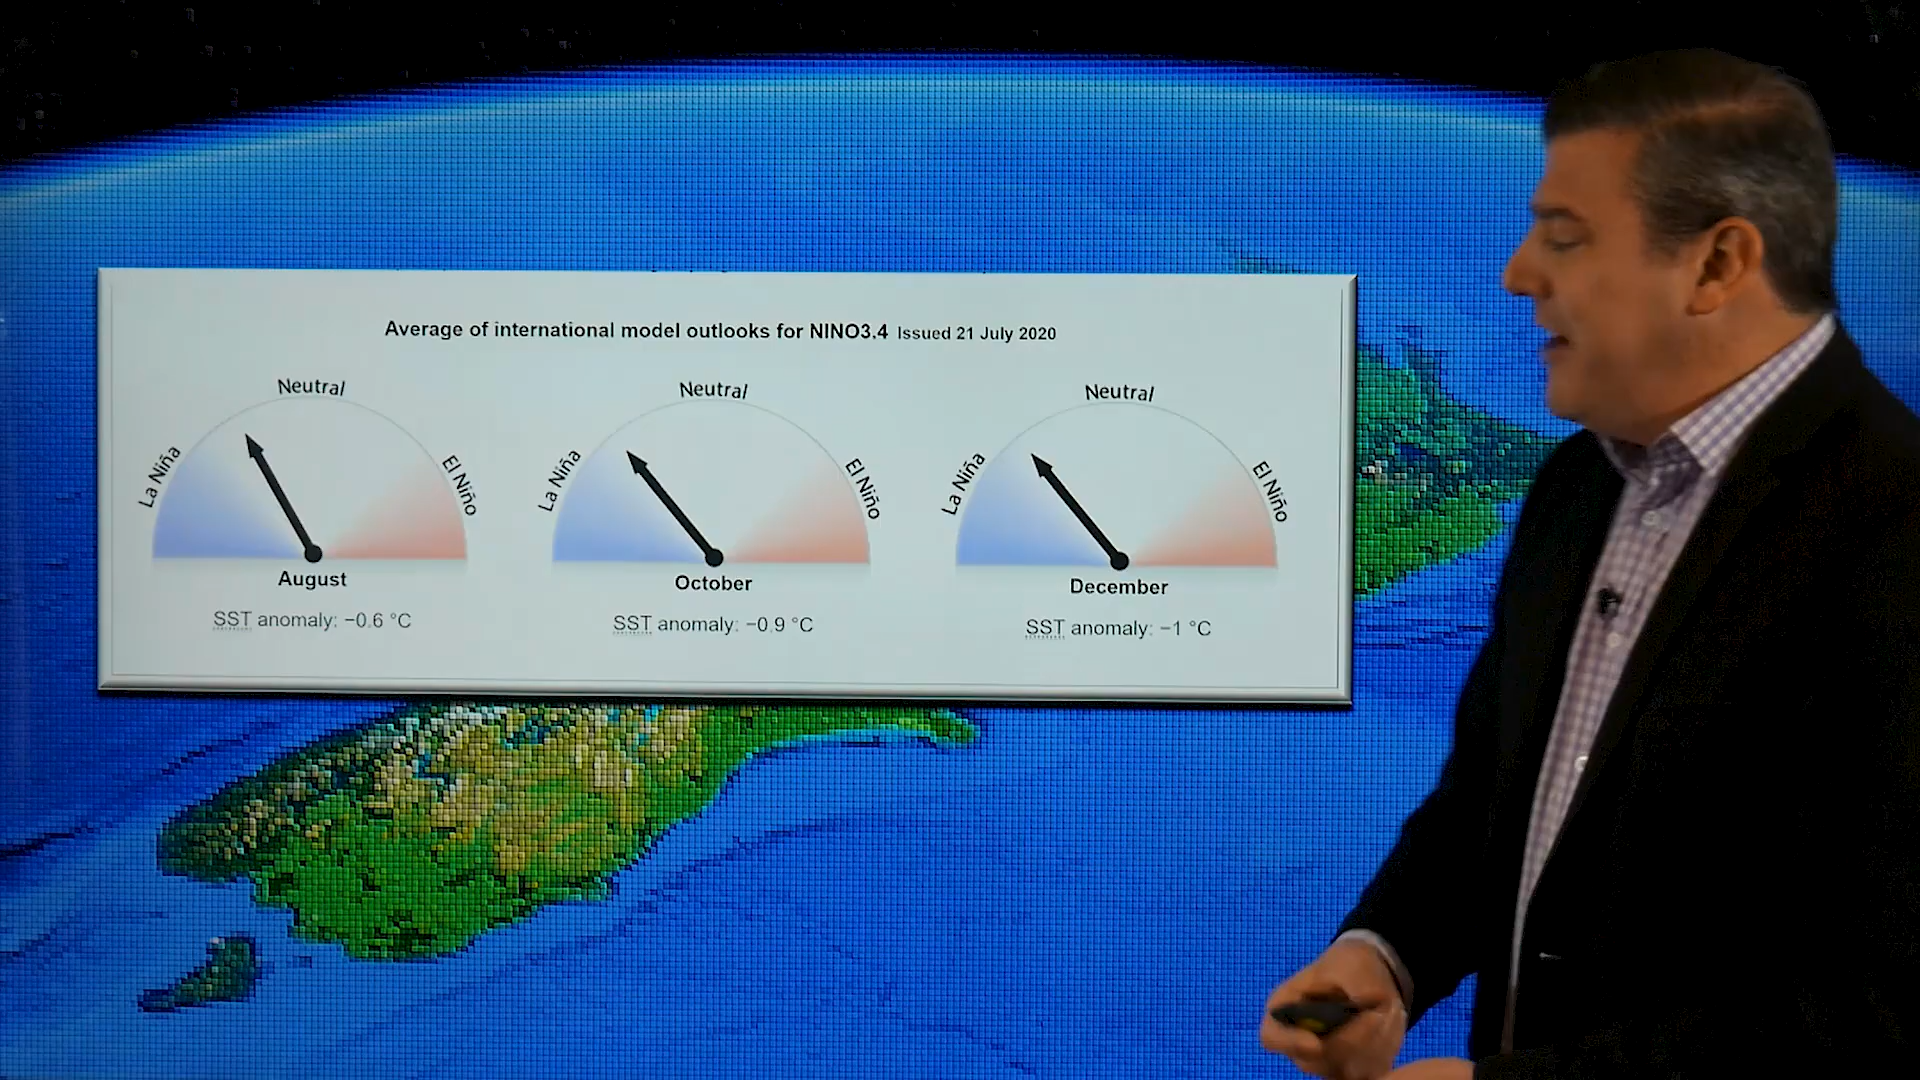 Average of international model outlooks for NINO3.4 Issued 21 July 2020
Neutral
La Niña
El Niño
August
SST anomaly: −0.6 °C
Neutral
La Niña
El Niño
October
SST anomaly: −0.9 °C
Neutral
La Niña
El Niño
December
SST anomaly: −1 °C